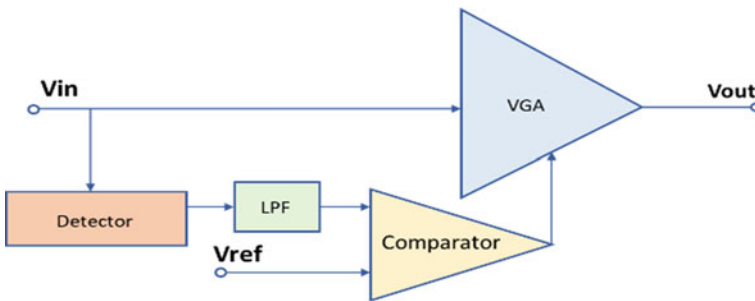 Vin
VGA
Vout
Detector
LPF
Comparator
Vref